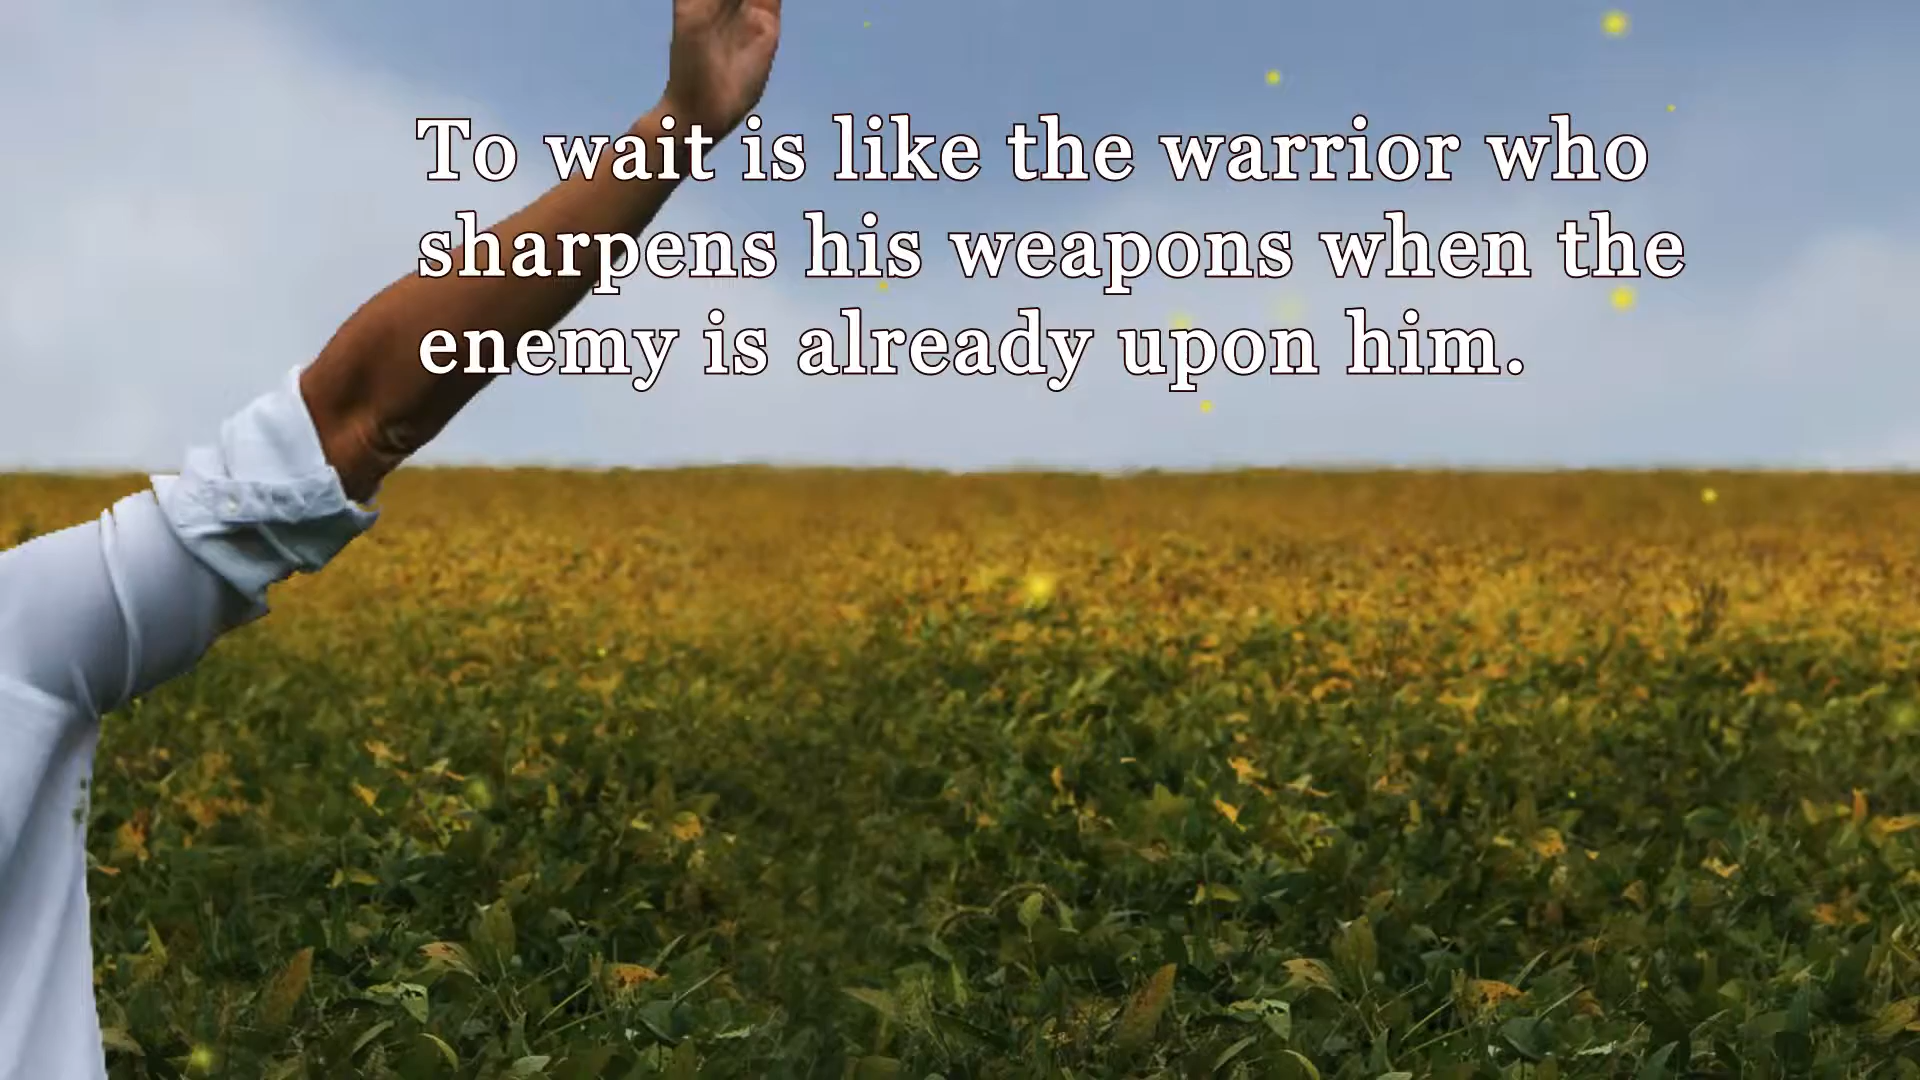 To wait is like the warrior who
sharpens his weapons when the
enemy is already upon him.